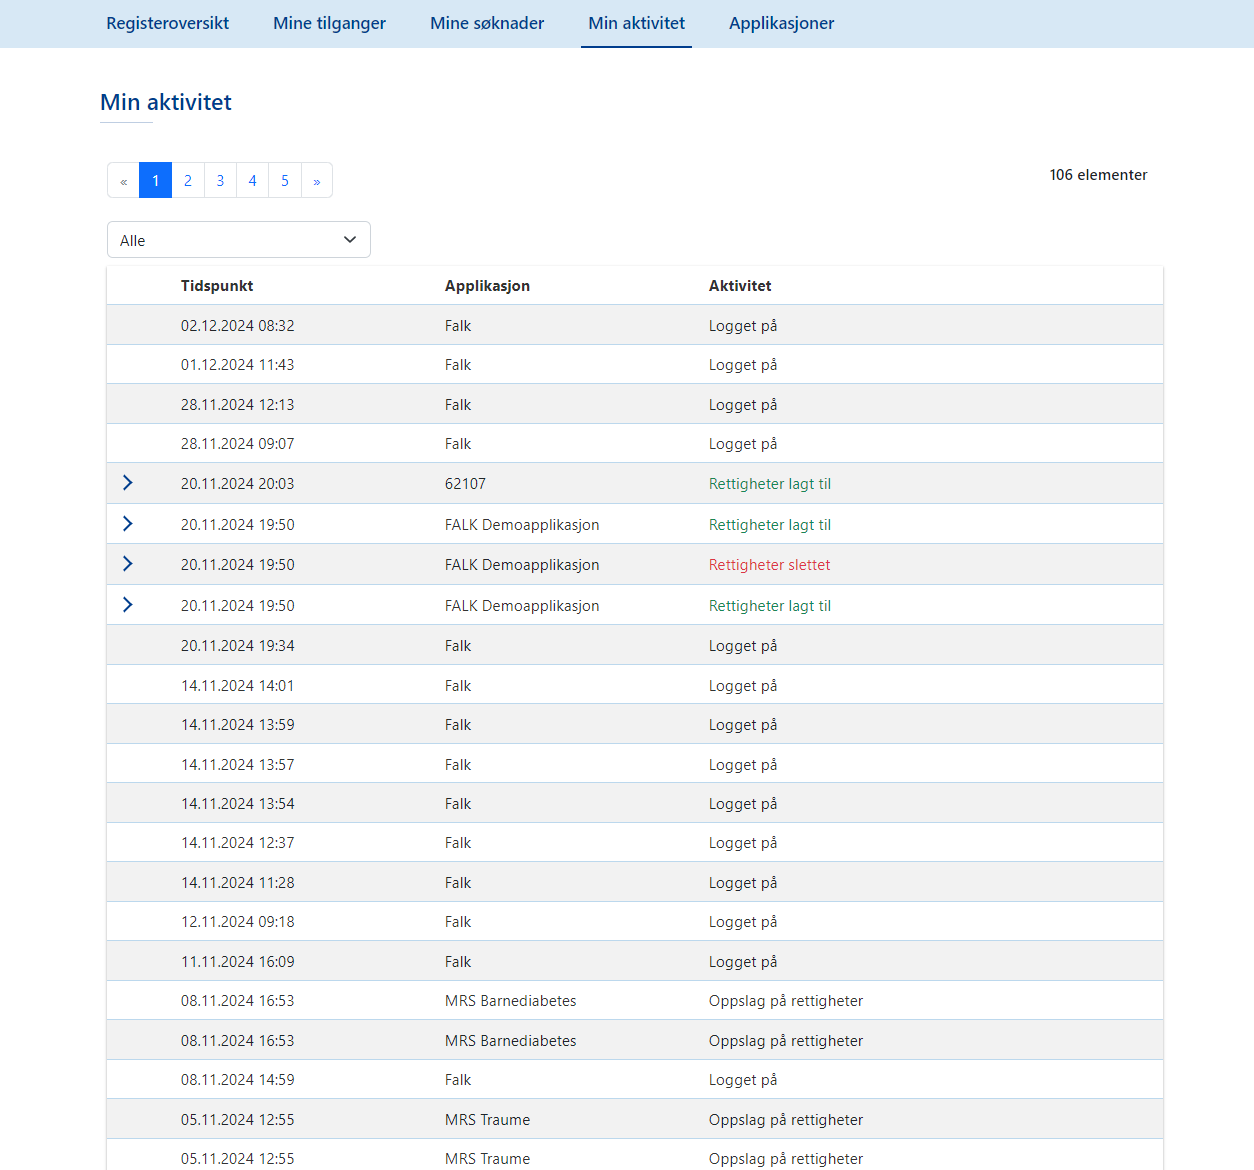 Registeroversikt Mine tilganger Mine søknader Min aktivitet Applikasjoner
Min aktivitet
« 1 2 3 4 5 » 106 elementer
Alle
Tidspunkt Applikasjon Aktivitet
02.12.2024 08:32 Falk Logget på
01.12.2024 11:43 Falk Logget på
28.11.2024 12:13 Falk Logget på
28.11.2024 09:07 Falk Logget på
20.11.2024 20:03 62107 Rettigheter lagt til
20.11.2024 19:50 FALK Demoapplikasjon Rettigheter lagt til
20.11.2024 19:50 FALK Demoapplikasjon Rettigheter slettet
20.11.2024 19:50 FALK Demoapplikasjon Rettigheter lagt til
20.11.2024 19:34 Falk Logget på
14.11.2024 14:01 Falk Logget på
14.11.2024 13:59 Falk Logget på
14.11.2024 13:57 Falk Logget på
14.11.2024 13:54 Falk Logget på
14.11.2024 12:37 Falk Logget på
14.11.2024 11:28 Falk Logget på
12.11.2024 09:18 Falk Logget på
11.11.2024 16:09 Falk Logget på
08.11.2024 16:53 MRS Barnediabetes Oppslag på rettigheter
08.11.2024 16:53 MRS Barnediabetes Oppslag på rettigheter
08.11.2024 14:59 Falk Logget på
05.11.2024 12:55 MRS Traume Oppslag på rettigheter
05.11.2024 12:55 MRS Traume Oppslag på rettigheter